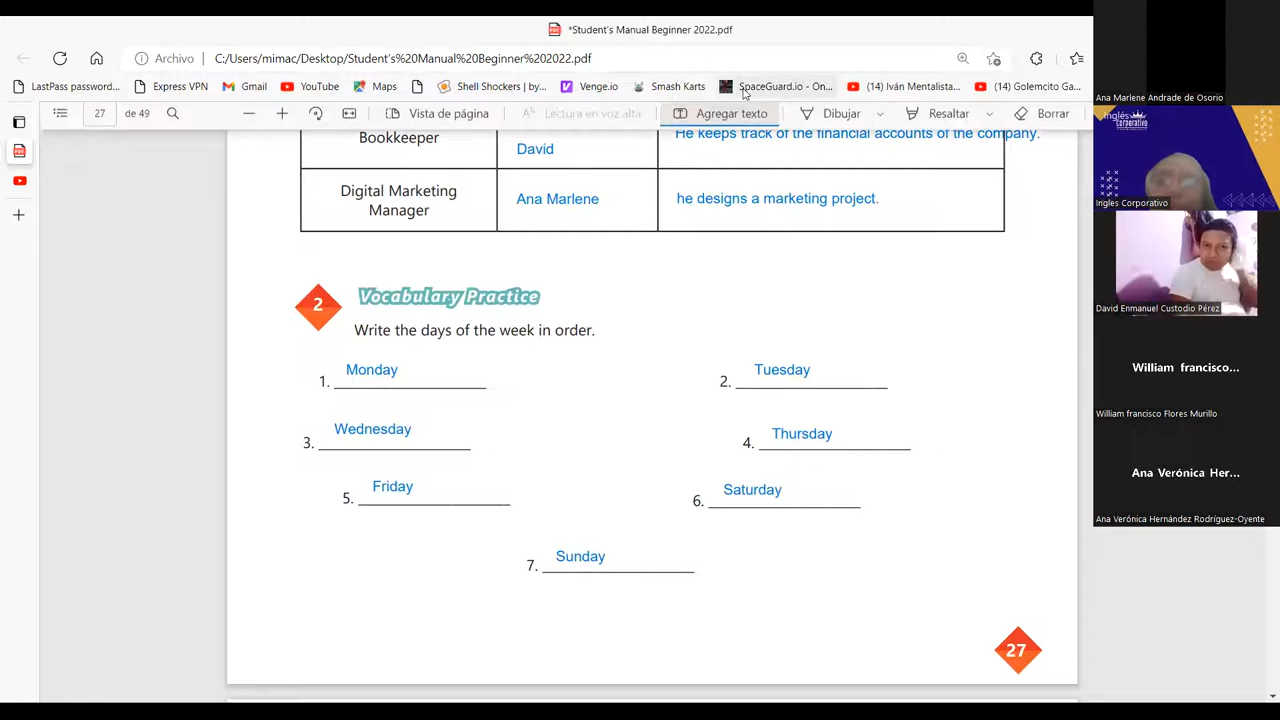 *Student's Manual Beginner 2022.pdf
Archivo C:/Users/mimac/Desktop/Student's%20Manual%20Beginner%202022.pdf
LastPass password... Express VPN Gmail YouTube Maps Shell Shockers | by... Venge.io Smash Karts SpaceGuard.io - On... (14) Iván Mentalista... (14) Golemcito Ga...
27 de 49 Vista de página Lectura en voz alta Agregar texto Dibujar Resaltar Borrar
Bookkeeper David He keeps track of the financial accounts of the company.
Digital Marketing
Manager
Ana Marlene he designs a marketing project.
2 Vocabulary Practice
Write the days of the week in order.
1. Monday 2. Tuesday
3. Wednesday 4. Thursday
5. Friday 6. Saturday
7. Sunday
27
Ana Marlene Andrade de Osorio
Inglés
Corporativo
Ingles Corporativo
David Enmanuel Custodio Pérez
William francisco...
William francisco Flores Murillo
Ana Verónica Her...
Ana Verónica Hernández Rodríguez-Oyente